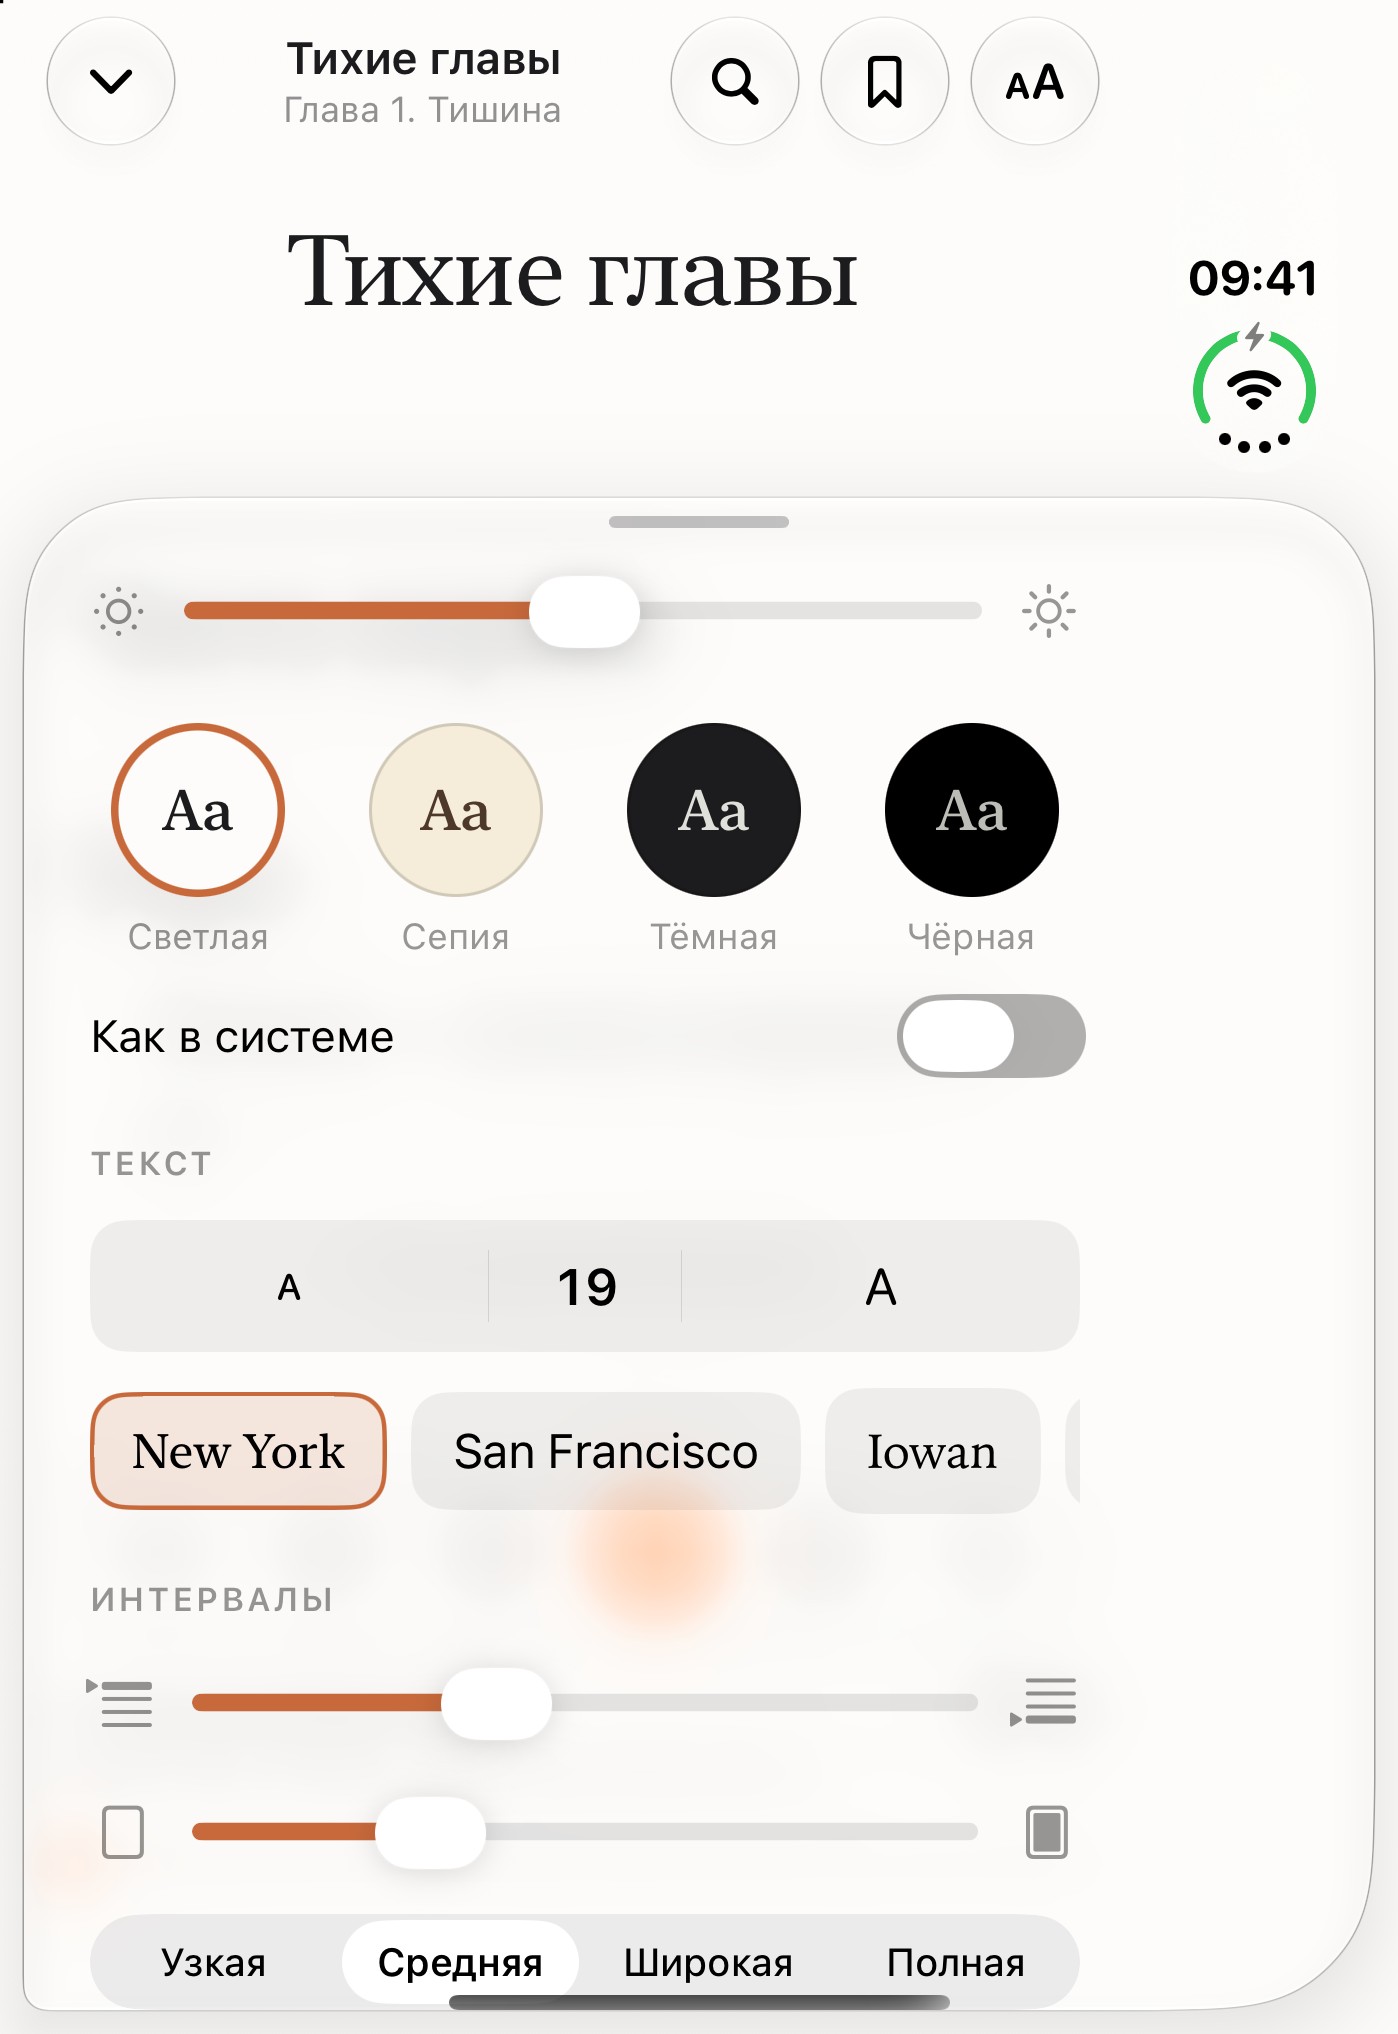 Тихие главы
Глава 1. Тишина
AA
Тихие главы
09:41
Aa Aa Aa Aa
Светлая Сепия Тёмная Чёрная
Как в системе
ТЕКСТ
A 19 A
New York San Francisco Iowan
ИНТЕРВАЛЫ
Узкая Средняя Широкая Полная